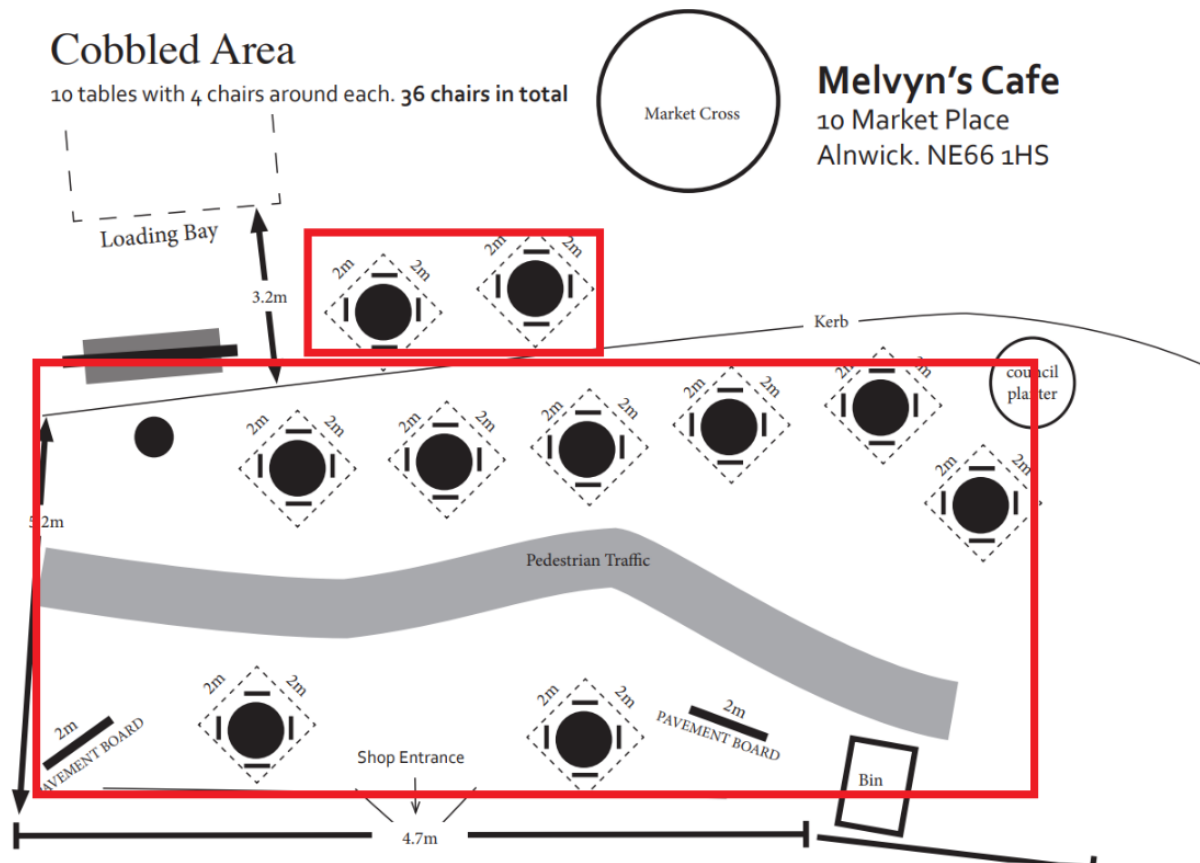 Cobbled Area
10 tables with 4 chairs around each. 36 chairs in total
Market Cross
Melvyn's Cafe
10 Market Place
Alnwick. NE66 1HS
Loading Bay
3.2m
2m
2m
2m
2m
Kerb
council
planter
2m
2m
2m
2m
2m
2m
2m
2m
2m
2m
2m
2m
5.2m
Pedestrian Traffic
2m
2m
2m
2m
2m
PAVEMENT BOARD
2m
PAVEMENT BOARD
Shop Entrance
Bin
4.7m